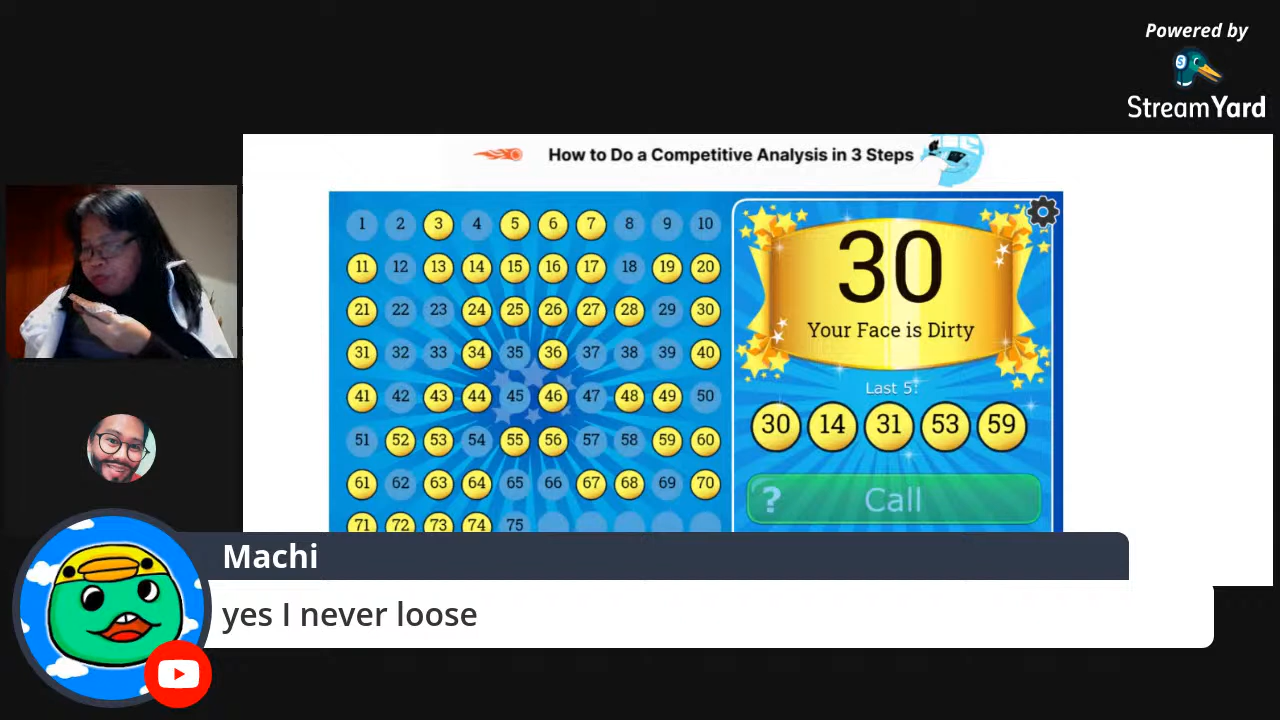 Powered by
StreamYard
How to Do a Competitive Analysis in 3 Steps
1 2 3 4 5 6 7 8 9 10
11 12 13 14 15 16 17 18 19 20
21 22 23 24 25 26 27 28 29 30
31 32 33 34 35 36 37 38 39 40
41 42 43 44 45 46 47 48 49 50
51 52 53 54 55 56 57 58 59 60
61 62 63 64 65 66 67 68 69 70
71 72 73 74 75
30
Your Face is Dirty
Last 5:
30 14 31 53 59
? Call
Machi
yes I never loose